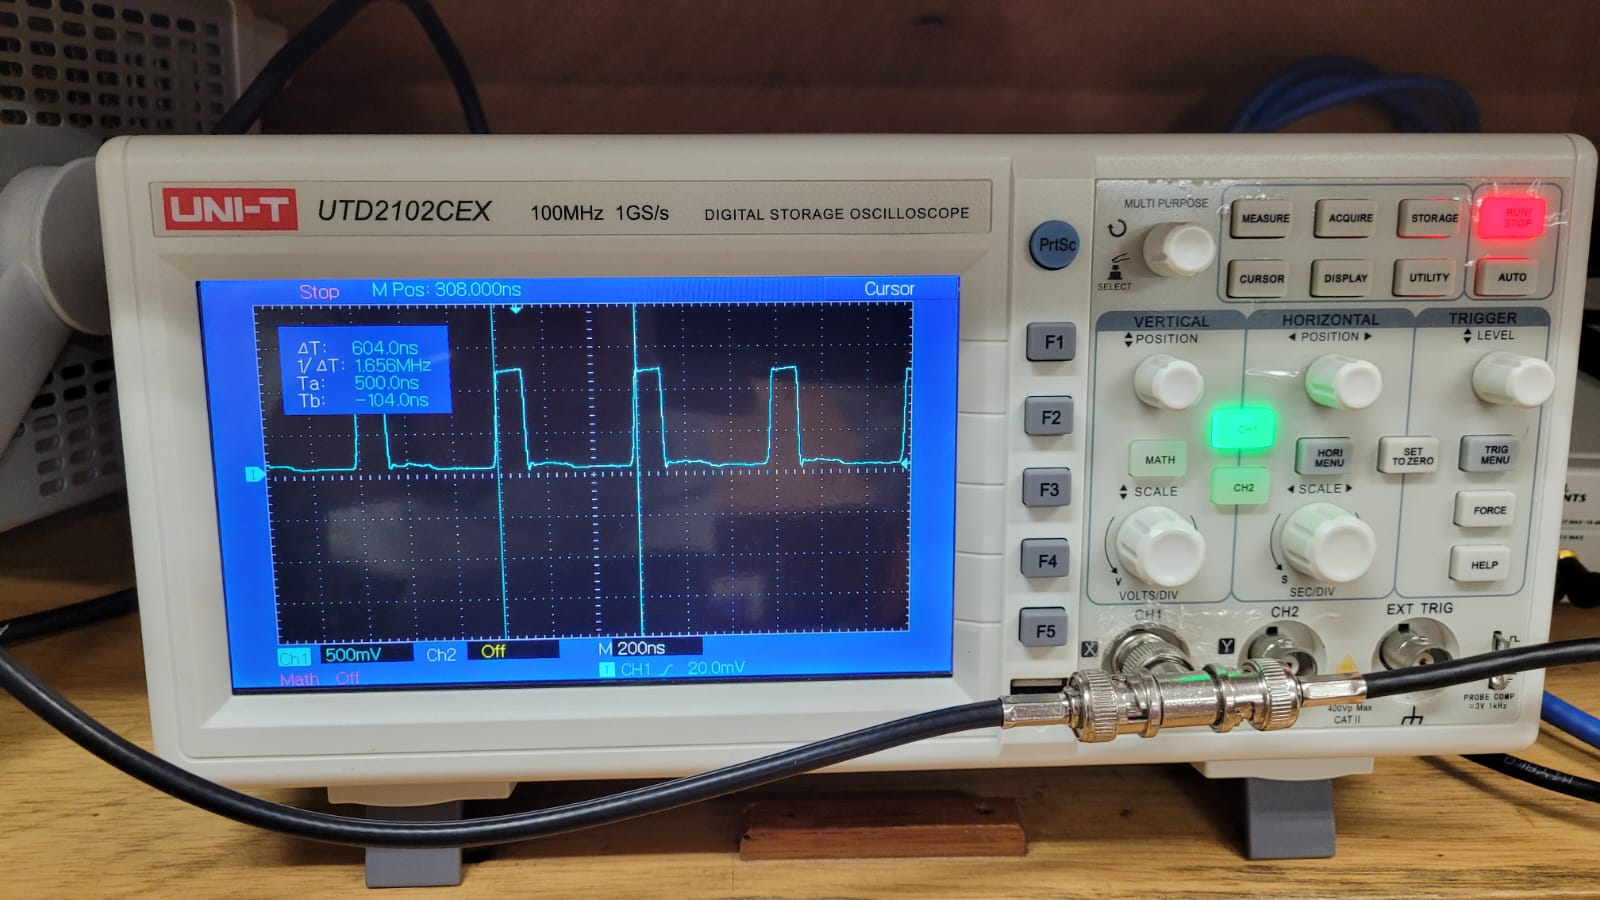 UNI-T UTD2102CEX 100MHz 1GS/s DIGITAL STORAGE OSCILLOSCOPE
Stop M Pos: 308.000ns Cursor
ΔT: 604.0ns
1/ΔT: 1.656MHz
Ta: 500.0ns
Tb: -104.0ns
1
Ch1 500mV Ch2 Off M 200ns
Math Off T CH1 20.0mV
PrtSc
F1
F2
F3
F4
F5
MULTI PURPOSE
SELECT
MEASURE ACQUIRE STORAGE RUN/
STOP
CURSOR DISPLAY UTILITY AUTO
VERTICAL HORIZONTAL TRIGGER
POSITION POSITION LEVEL
CH1
MATH HORI
MENU SET
TO ZERO TRIG
MENU
CH2
SCALE SCALE
FORCE
HELP
V S
VOLTS/DIV SEC/DIV
CH1 CH2 EXT TRIG
X Y
400Vp Max
CAT II
PROBE COMP
=3V 1kHz